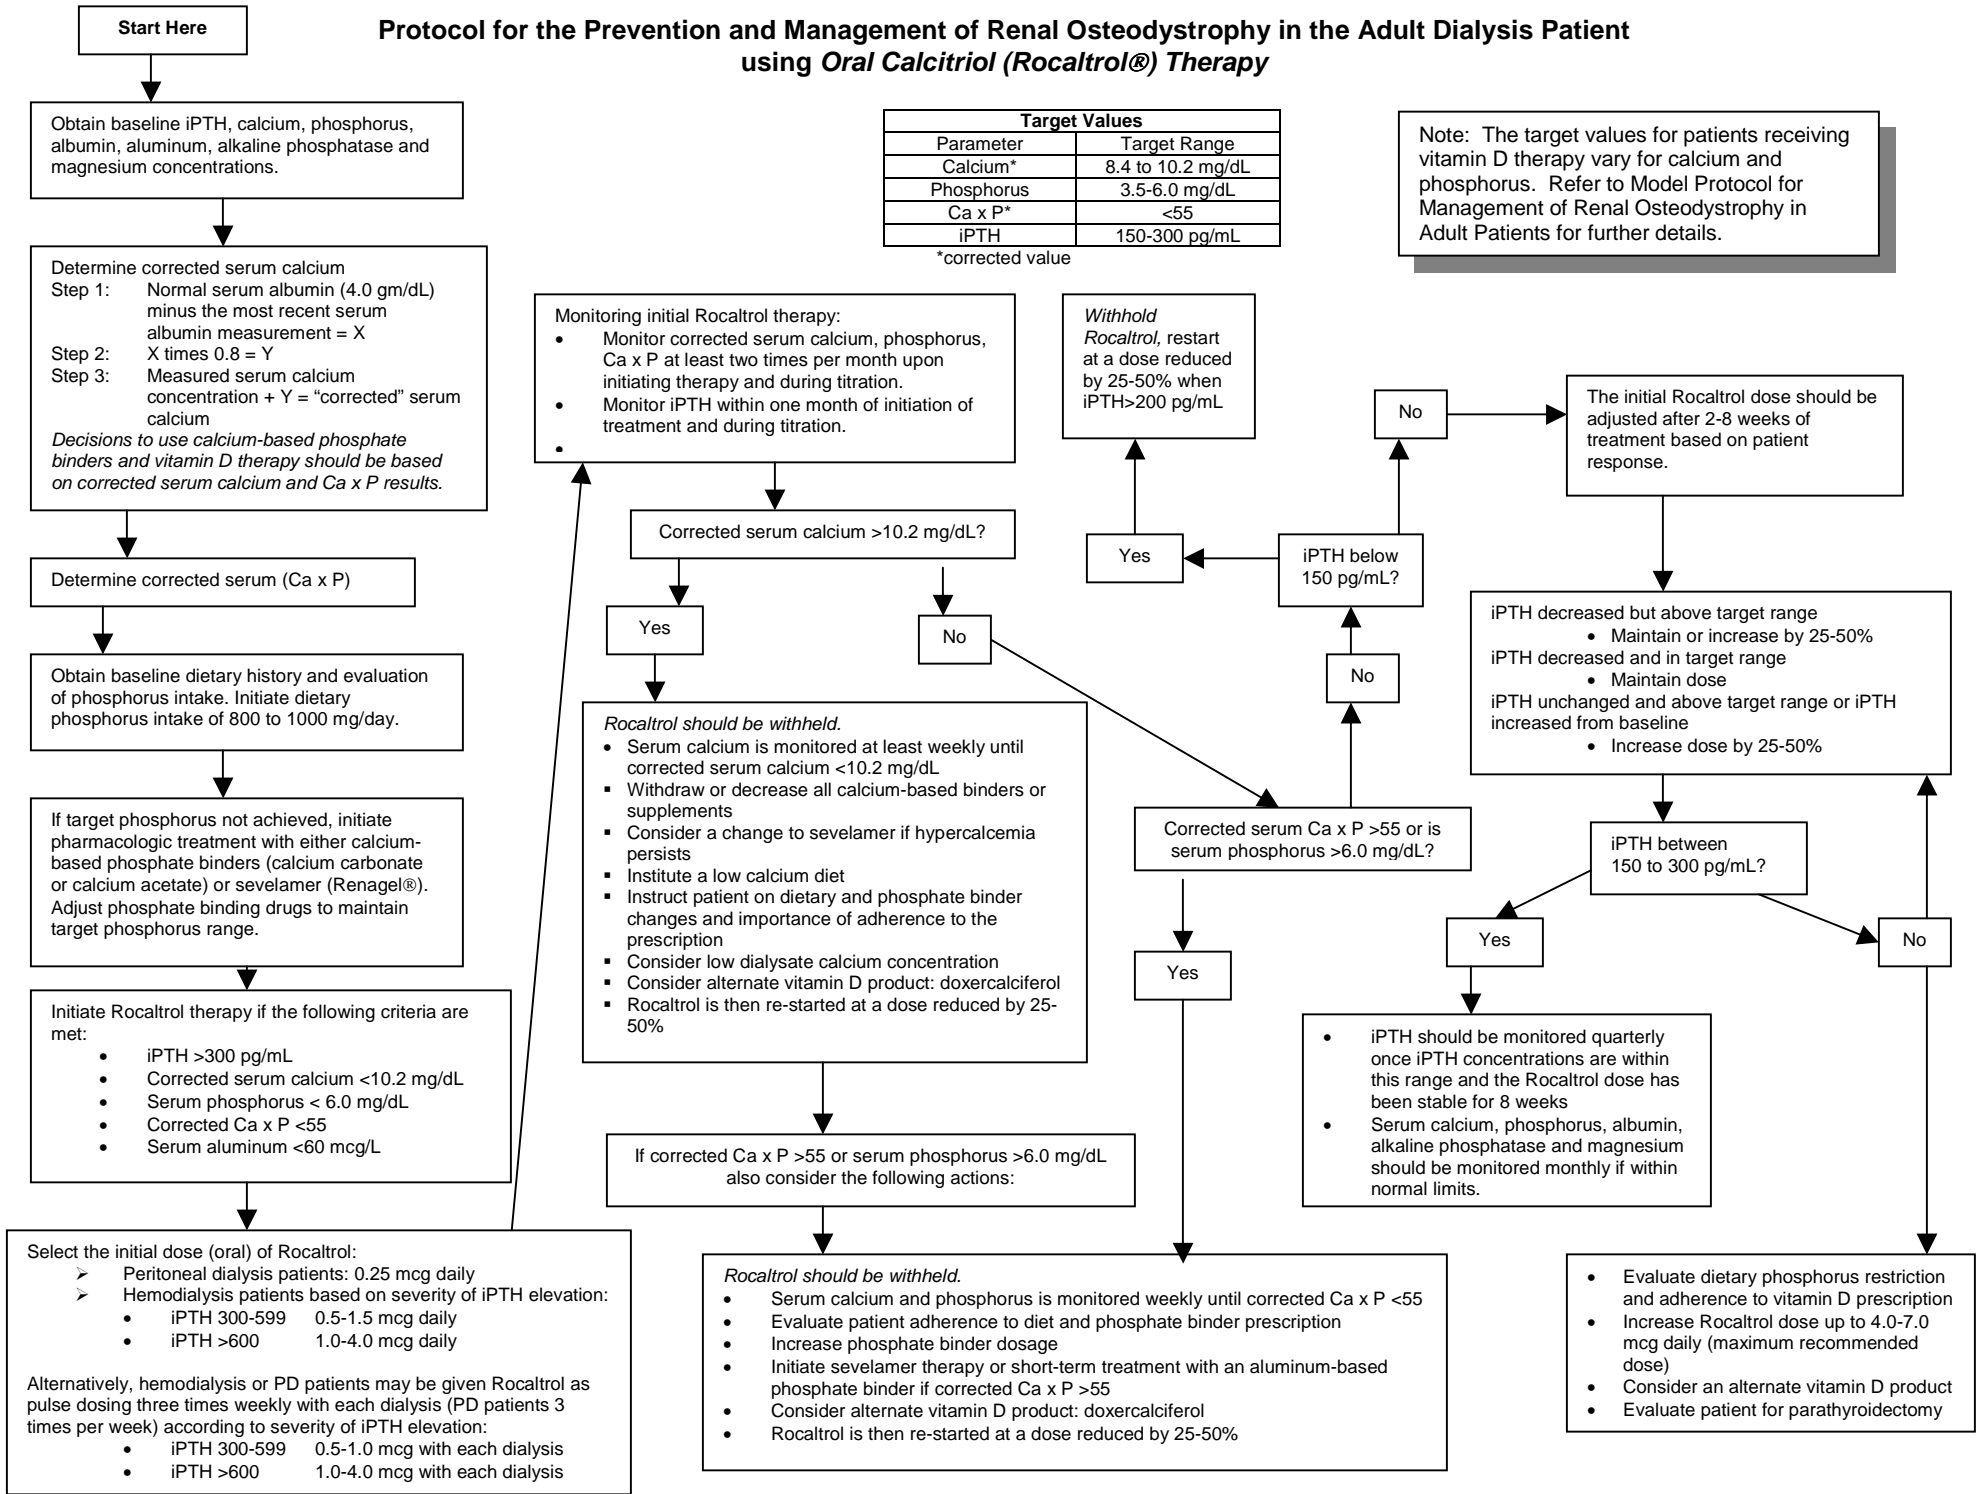 Start Here
Protocol for the Prevention and Management of Renal Osteodystrophy in the Adult Dialysis Patient
using Oral Calcitriol (Rocaltrol®) Therapy
Obtain baseline iPTH, calcium, phosphorus,
albumin, aluminum, alkaline phosphatase and
magnesium concentrations.
Target Values
Parameter Target Range
Calcium* 8.4 to 10.2 mg/dL
Phosphorus 3.5-6.0 mg/dL
Ca x P* <55
iPTH 150-300 pg/mL
*corrected value
Note: The target values for patients receiving
vitamin D therapy vary for calcium and
phosphorus. Refer to Model Protocol for
Management of Renal Osteodystrophy in
Adult Patients for further details.
Determine corrected serum calcium
Step 1: Normal serum albumin (4.0 gm/dL)
minus the most recent serum
albumin measurement = X
Step 2: X times 0.8 = Y
Step 3: Measured serum calcium
concentration + Y = “corrected” serum
calcium
Decisions to use calcium-based phosphate
binders and vitamin D therapy should be based
on corrected serum calcium and Ca x P results.
Determine corrected serum (Ca x P)
Obtain baseline dietary history and evaluation
of phosphorus intake. Initiate dietary
phosphorus intake of 800 to 1000 mg/day.
If target phosphorus not achieved, initiate
pharmacologic treatment with either calcium-
based phosphate binders (calcium carbonate
or calcium acetate) or sevelamer (Renagel®).
Adjust phosphate binding drugs to maintain
target phosphorus range.
Initiate Rocaltrol therapy if the following criteria are
met:
• iPTH >300 pg/mL
• Corrected serum calcium <10.2 mg/dL
• Serum phosphorus < 6.0 mg/dL
• Corrected Ca x P <55
• Serum aluminum <60 mcg/L
Select the initial dose (oral) of Rocaltrol:
➢ Peritoneal dialysis patients: 0.25 mcg daily
➢ Hemodialysis patients based on severity of iPTH elevation:
• iPTH 300-599 0.5-1.5 mcg daily
• iPTH >600 1.0-4.0 mcg daily
Alternatively, hemodialysis or PD patients may be given Rocaltrol as
pulse dosing three times weekly with each dialysis (PD patients 3
times per week) according to severity of iPTH elevation:
• iPTH 300-599 0.5-1.0 mcg with each dialysis
• iPTH >600 1.0-4.0 mcg with each dialysis
Monitoring initial Rocaltrol therapy:
• Monitor corrected serum calcium, phosphorus,
Ca x P at least two times per month upon
initiating therapy and during titration.
• Monitor iPTH within one month of initiation of
treatment and during titration.
•
Corrected serum calcium >10.2 mg/dL?
Yes
No
Rocaltrol should be withheld.
• Serum calcium is monitored at least weekly until
corrected serum calcium <10.2 mg/dL
▪ Withdraw or decrease all calcium-based binders or
supplements
▪ Consider a change to sevelamer if hypercalcemia
persists
▪ Institute a low calcium diet
▪ Instruct patient on dietary and phosphate binder
changes and importance of adherence to the
prescription
▪ Consider low dialysate calcium concentration
▪ Consider alternate vitamin D product: doxercalciferol
▪ Rocaltrol is then re-started at a dose reduced by 25-
50%
If corrected Ca x P >55 or serum phosphorus >6.0 mg/dL
also consider the following actions:
Rocaltrol should be withheld.
• Serum calcium and phosphorus is monitored weekly until corrected Ca x P <55
• Evaluate patient adherence to diet and phosphate binder prescription
• Increase phosphate binder dosage
• Initiate sevelamer therapy or short-term treatment with an aluminum-based
phosphate binder if corrected Ca x P >55
• Consider alternate vitamin D product: doxercalciferol
• Rocaltrol is then re-started at a dose reduced by 25-50%
Corrected serum Ca x P >55 or is
serum phosphorus >6.0 mg/dL?
Yes
No
iPTH below
150 pg/mL?
Yes
Withhold
Rocaltrol, restart
at a dose reduced
by 25-50% when
iPTH>200 pg/mL
No
The initial Rocaltrol dose should be
adjusted after 2-8 weeks of
treatment based on patient
response.
iPTH decreased but above target range
• Maintain or increase by 25-50%
iPTH decreased and in target range
• Maintain dose
iPTH unchanged and above target range or iPTH
increased from baseline
• Increase dose by 25-50%
iPTH between
150 to 300 pg/mL?
Yes
No
• iPTH should be monitored quarterly
once iPTH concentrations are within
this range and the Rocaltrol dose has
been stable for 8 weeks
• Serum calcium, phosphorus, albumin,
alkaline phosphatase and magnesium
should be monitored monthly if within
normal limits.
• Evaluate dietary phosphorus restriction
and adherence to vitamin D prescription
• Increase Rocaltrol dose up to 4.0-7.0
mcg daily (maximum recommended
dose)
• Consider an alternate vitamin D product
• Evaluate patient for parathyroidectomy